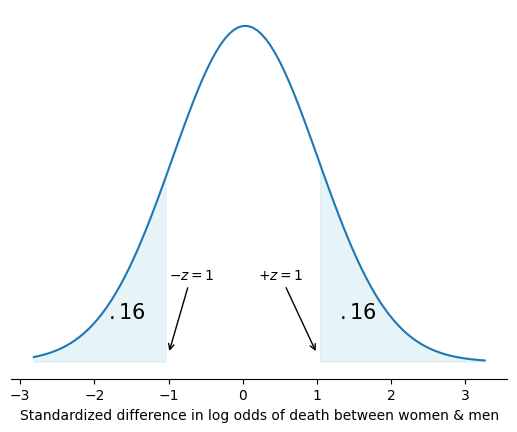 −z = 1
+z = 1
.16
.16
−3 −2 −1 0 1 2 3
Standardized difference in log odds of death between women & men